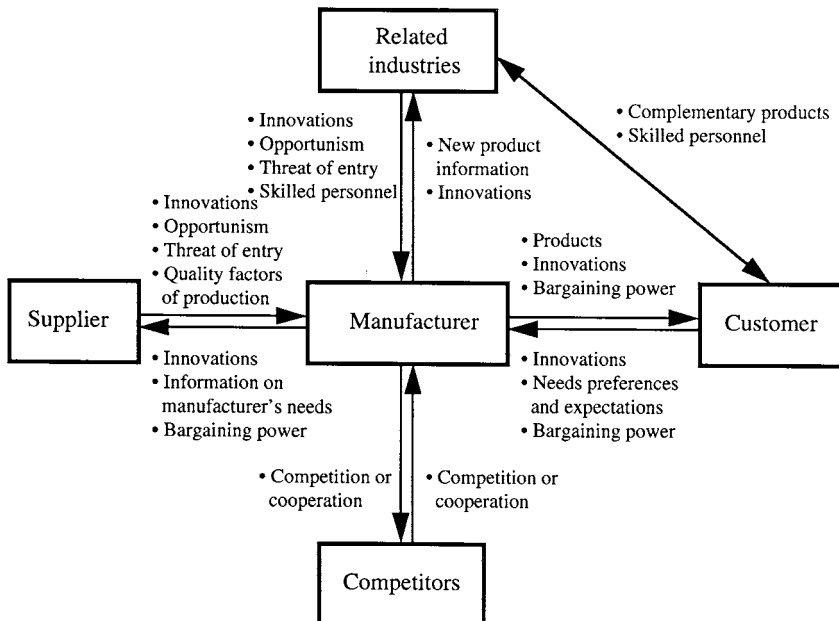 Related
industries
• Innovations
• Opportunism
• Threat of entry
• Skilled personnel
• New product
information
• Innovations
• Complementary products
• Skilled personnel
• Innovations
• Opportunism
• Threat of entry
• Quality factors
of production
• Products
• Innovations
• Bargaining power
Supplier
Manufacturer
Customer
• Innovations
• Information on
manufacturer's needs
• Bargaining power
• Innovations
• Needs preferences
and expectations
• Bargaining power
• Competition or
cooperation
• Competition or
cooperation
Competitors